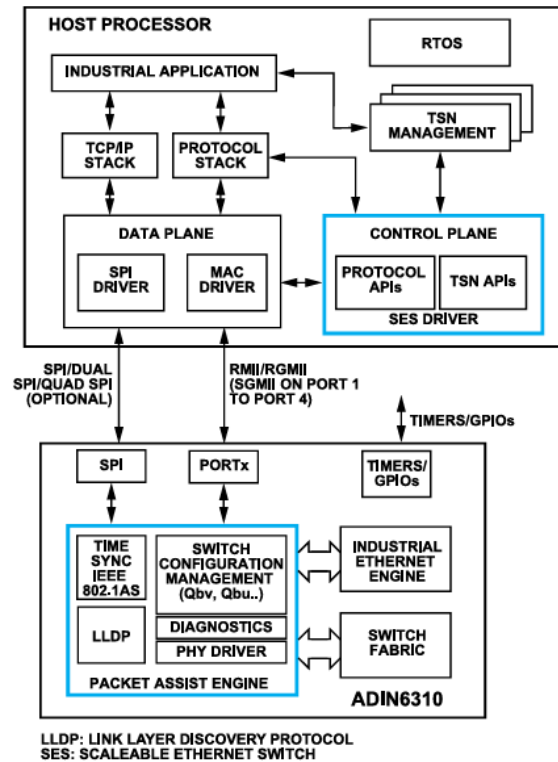 HOST PROCESSOR
RTOS
INDUSTRIAL APPLICATION
TSN
MANAGEMENT
TCP/IP
STACK
PROTOCOL
STACK
DATA PLANE
SPI
DRIVER
MAC
DRIVER
CONTROL PLANE
PROTOCOL
APIs
TSN APIs
SES DRIVER
SPI/DUAL
SPI/QUAD SPI
(OPTIONAL)
RMII/RGMII
(SGMII ON PORT 1
TO PORT 4)
TIMERS/GPIOs
SPI
PORTx
TIMERS/
GPIOs
TIME
SYNC
IEEE
802.1AS
SWITCH
CONFIGURATION
MANAGEMENT
(Qbv, Qbu..)
INDUSTRIAL
ETHERNET
ENGINE
LLDP
DIAGNOSTICS
PHY DRIVER
SWITCH
FABRIC
PACKET ASSIST ENGINE
ADIN6310
LLDP: LINK LAYER DISCOVERY PROTOCOL
SES: SCALEABLE ETHERNET SWITCH